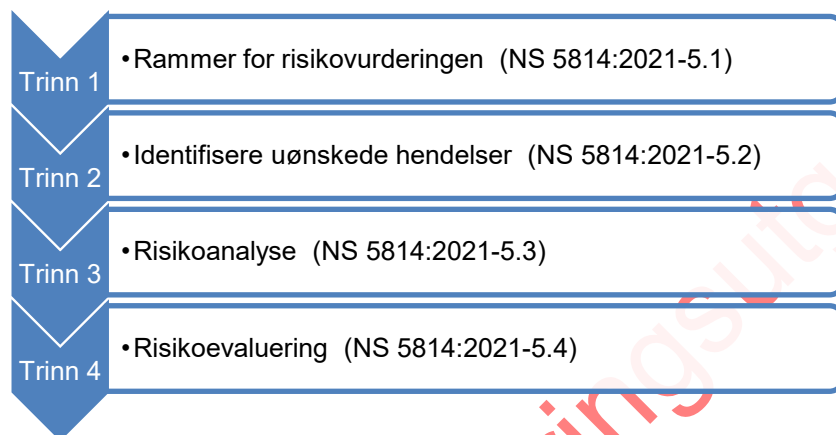 Trinn 1
•Rammer for risikovurderingen (NS 5814:2021-5.1)
Trinn 2
•Identifisere uønskede hendelser (NS 5814:2021-5.2)
Trinn 3
•Risikoanalyse (NS 5814:2021-5.3)
Trinn 4
•Risikoevaluering (NS 5814:2021-5.4)